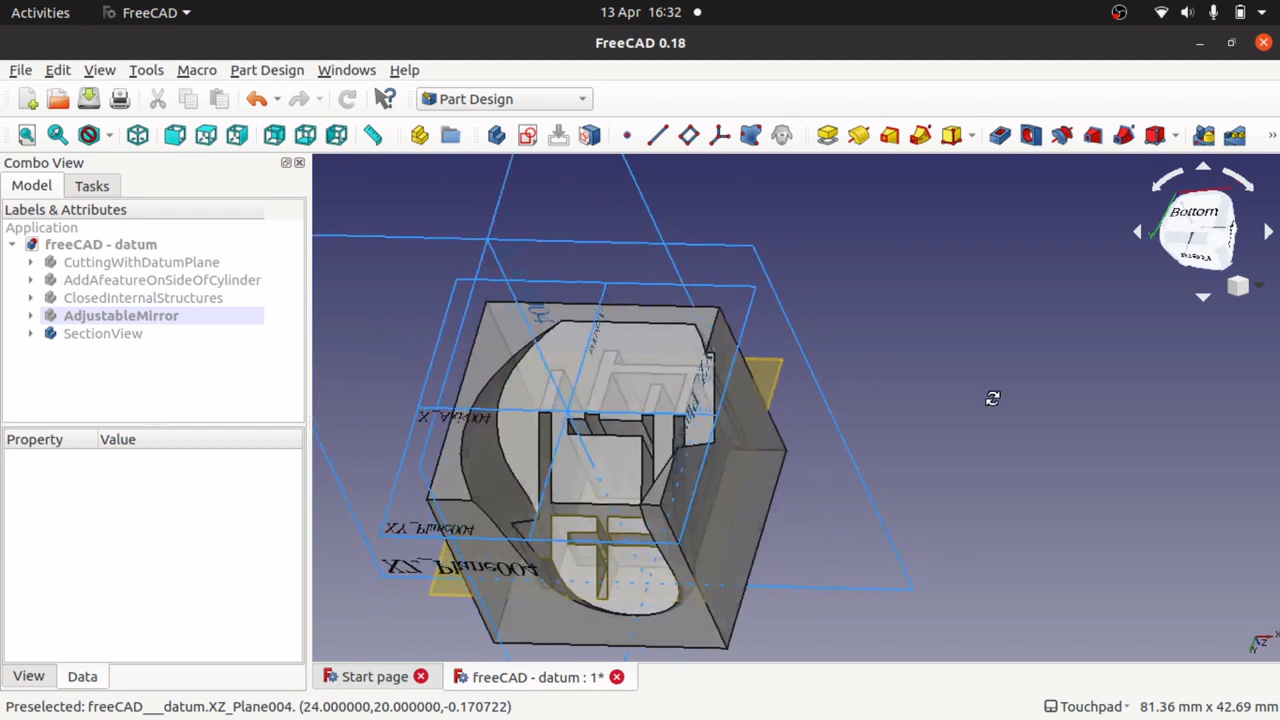 Activities
FreeCAD
13 Apr 16:32
FreeCAD 0.18
File Edit View Tools Macro Part Design Windows Help
Part Design
Combo View
Model Tasks
Labels & Attributes
Application
freeCAD - datum
CuttingWithDatumPlane
AddAfeatureOnSideOfCylinder
ClosedInternalStructures
AdjustableMirror
SectionView
Property Value
View Data
Bottom
X_Axis004
XY_Plane004
XZ_Plane004
Start page
freeCAD - datum : 1*
Preselected: freeCAD___datum.XZ_Plane004. (24.000000,20.000000,-0.170722)
Touchpad
81.36 mm x 42.69 mm